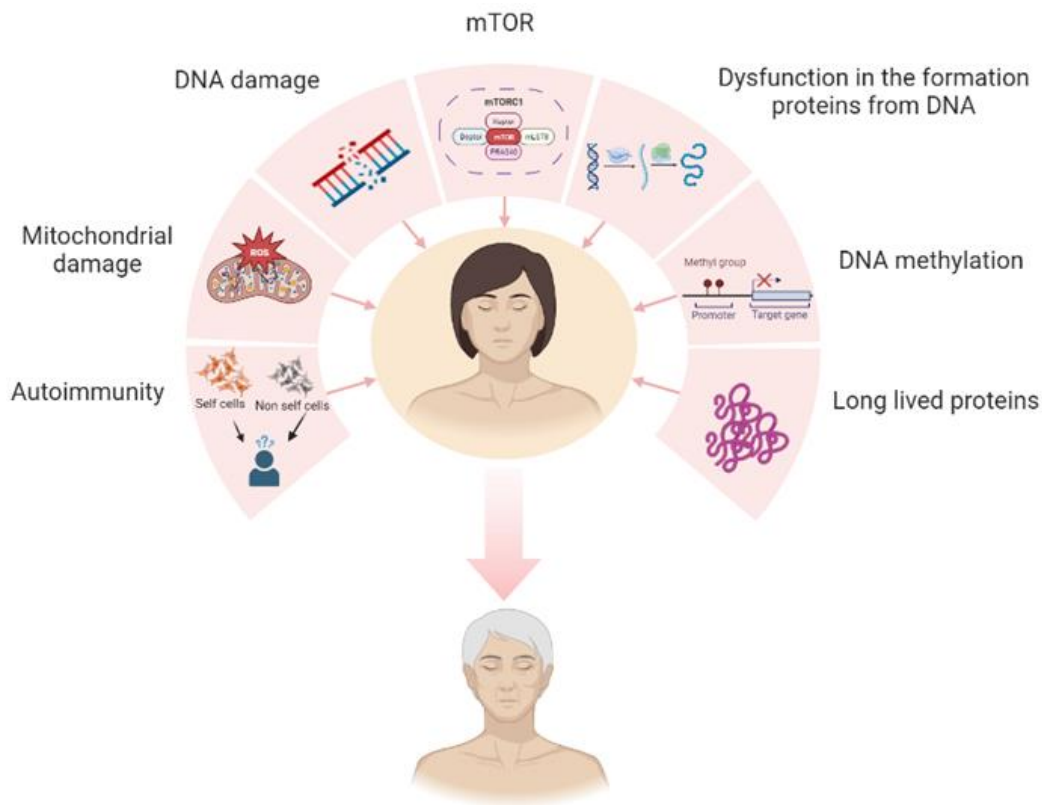 mTOR
DNA damage
Dysfunction in the formation
proteins from DNA
mTORC1
Raptor
Deptor mTOR mLST8
PRAS40
Mitochondrial
damage
ROS
Methyl group
DNA methylation
Promoter Target gene
Autoimmunity
Self cells Non self cells
?? 
Long lived proteins